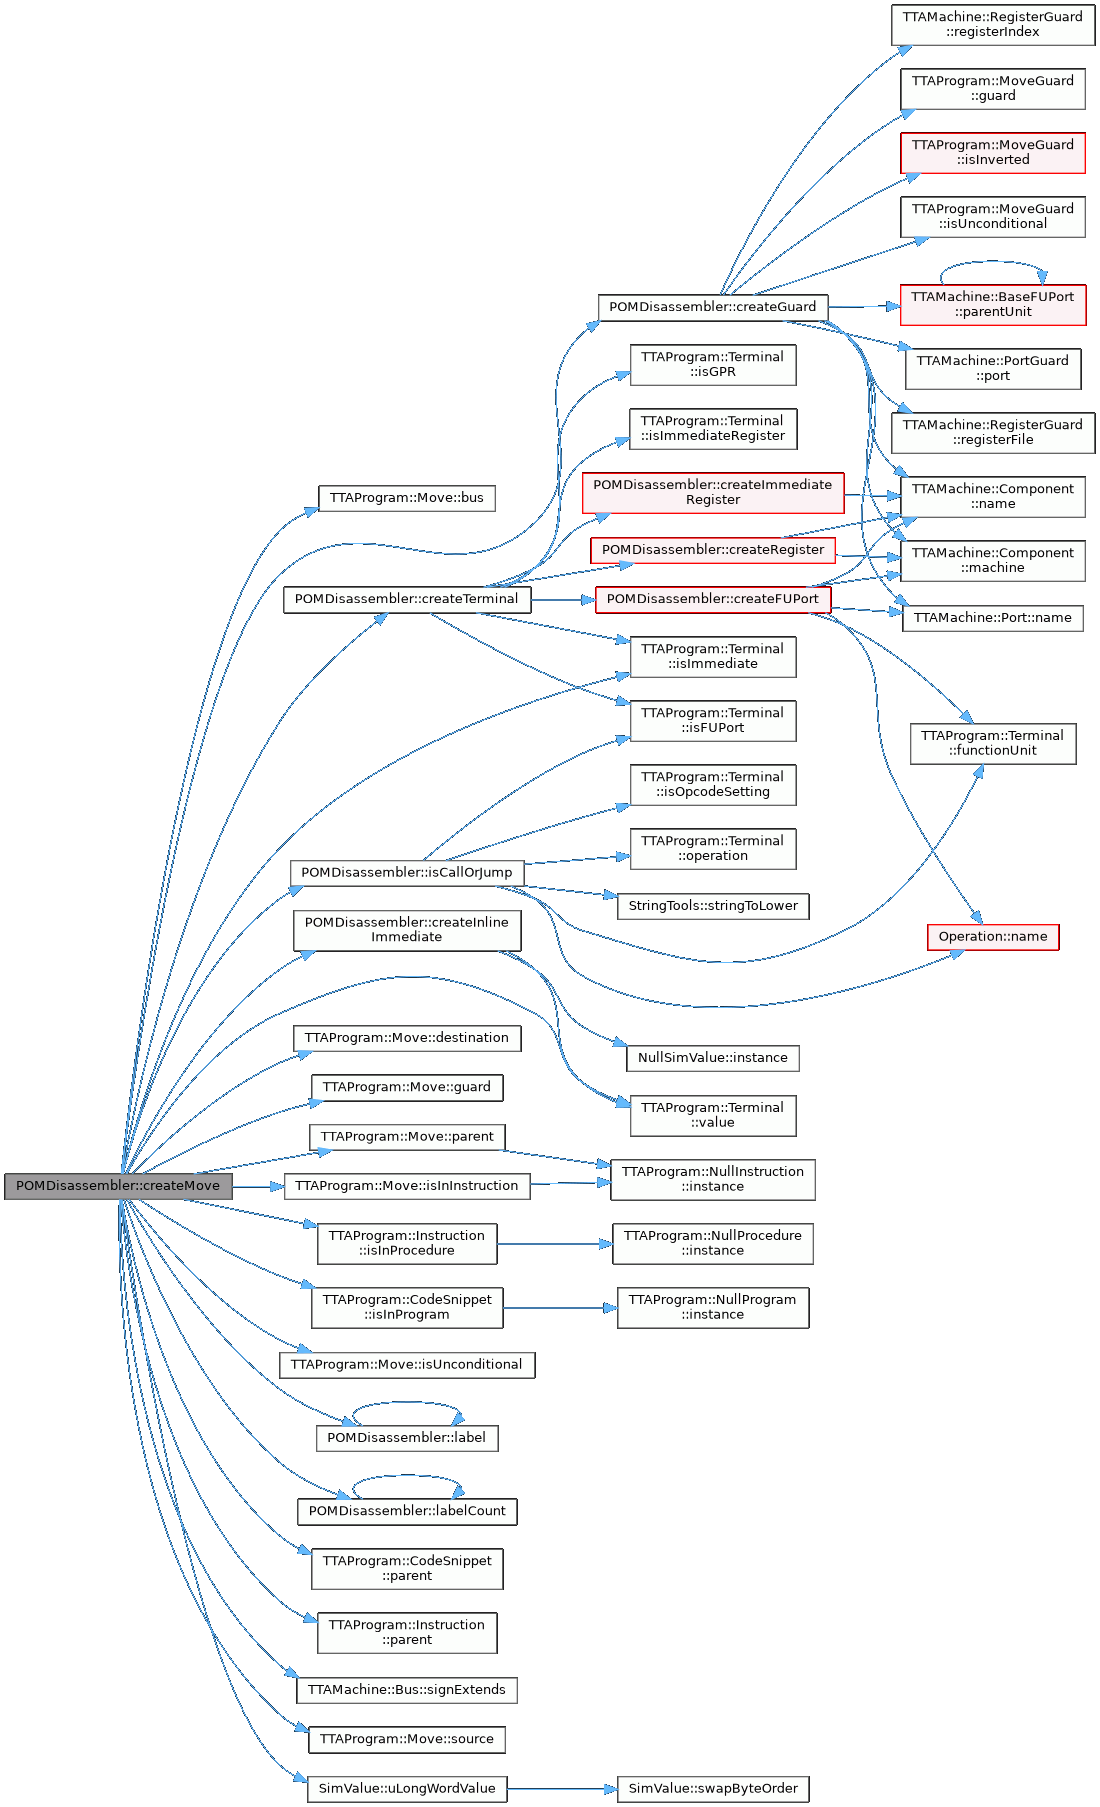 TTAMachine::RegisterGuard
::registerIndex
TTAProgram::MoveGuard
::guard
TTAProgram::MoveGuard
::isInverted
TTAProgram::MoveGuard
::isUnconditional
TTAMachine::BaseFUPort
::parentUnit
POMDisassembler::createGuard
TTAMachine::PortGuard
::port
TTAProgram::Terminal
::isGPR
TTAMachine::RegisterGuard
::registerFile
TTAProgram::Terminal
::isImmediateRegister
TTAMachine::Component
::name
POMDisassembler::createImmediate
Register
TTAProgram::Move::bus
POMDisassembler::createRegister
TTAMachine::Component
::machine
POMDisassembler::createTerminal
POMDisassembler::createFUPort
TTAMachine::Port::name
TTAProgram::Terminal
::isImmediate
TTAProgram::Terminal
::isFUPort
TTAProgram::Terminal
::functionUnit
TTAProgram::Terminal
::isOpcodeSetting
TTAProgram::Terminal
::operation
POMDisassembler::isCallOrJump
StringTools::stringToLower
POMDisassembler::createInline
Immediate
Operation::name
TTAProgram::Move::destination
NullSimValue::instance
TTAProgram::Move::guard
TTAProgram::Terminal
::value
TTAProgram::Move::parent
POMDisassembler::createMove
TTAProgram::Move::isInInstruction
TTAProgram::NullInstruction
::instance
TTAProgram::Instruction
::isInProcedure
TTAProgram::NullProcedure
::instance
TTAProgram::CodeSnippet
::isInProgram
TTAProgram::NullProgram
::instance
TTAProgram::Move::isUnconditional
POMDisassembler::label
POMDisassembler::labelCount
TTAProgram::CodeSnippet
::parent
TTAProgram::Instruction
::parent
TTAMachine::Bus::signExtends
TTAProgram::Move::source
SimValue::uLongWordValue
SimValue::swapByteOrder